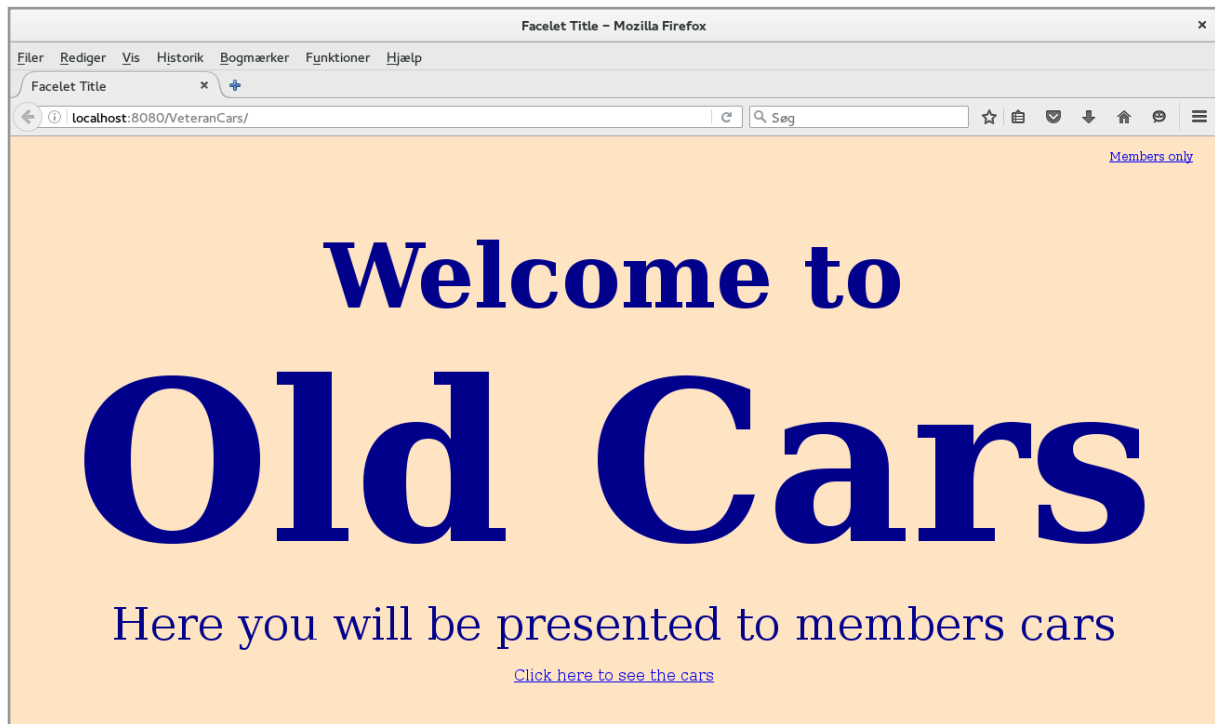 Facelet Title – Mozilla Firefox
Filer Rediger Vis Historik Bogmærker Funktioner Hjælp
Facelet Title
localhost:8080/VeteranCars/ Søg
Members only
Welcome to
Old Cars
Here you will be presented to members cars
Click here to see the cars